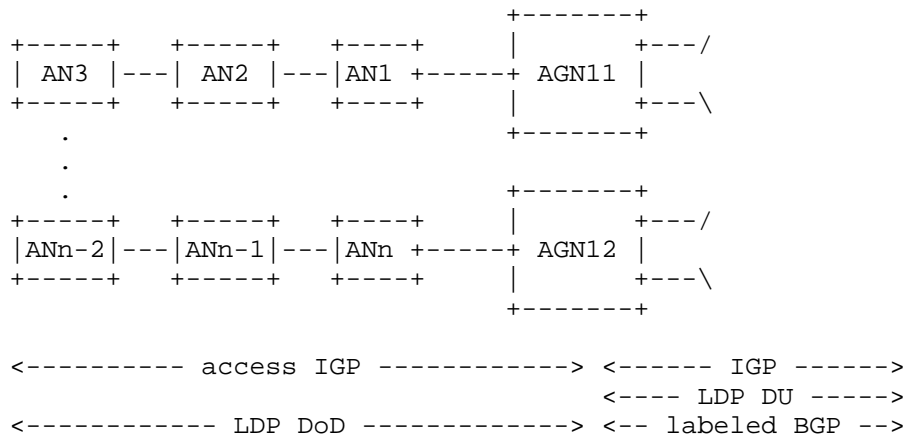 AN3 AN2 AN1 AGN11
ANn-2 ANn-1 ANn AGN12
access IGP IGP
LDP DU
LDP DoD labeled BGP